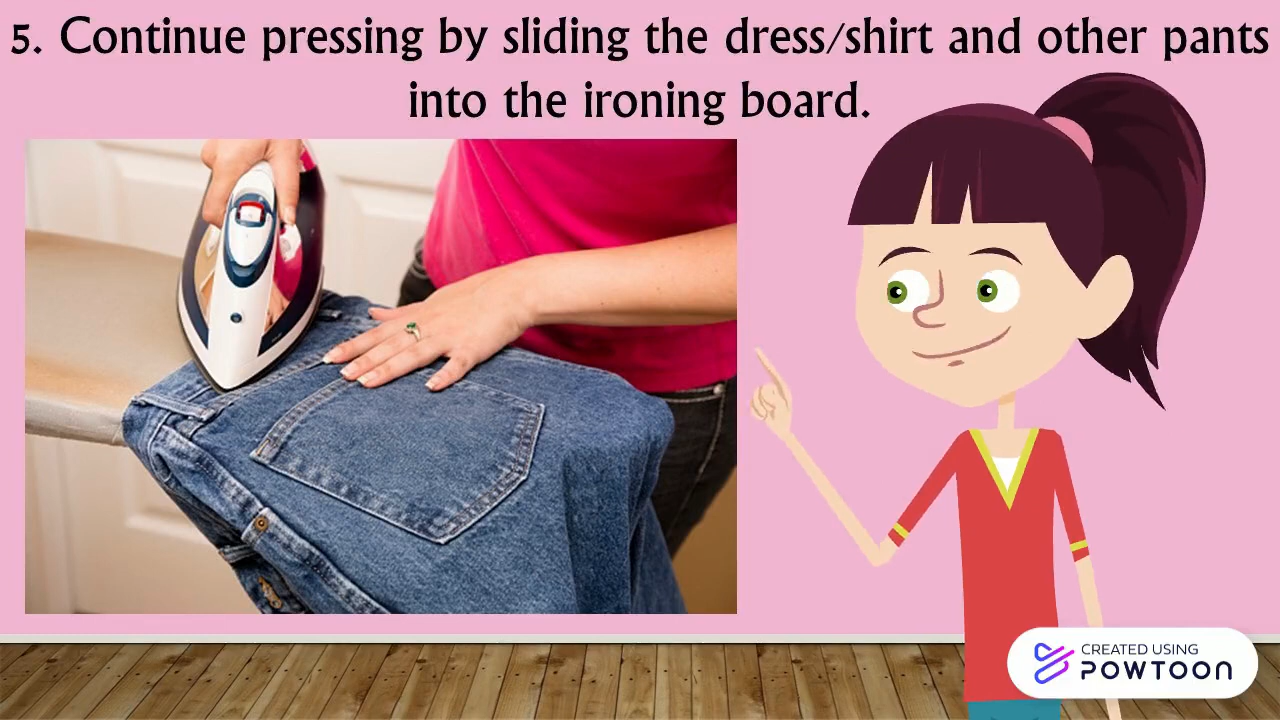 5. Continue pressing by sliding the dress/shirt and other pants
into the ironing board.
CREATED USING
POWTOON